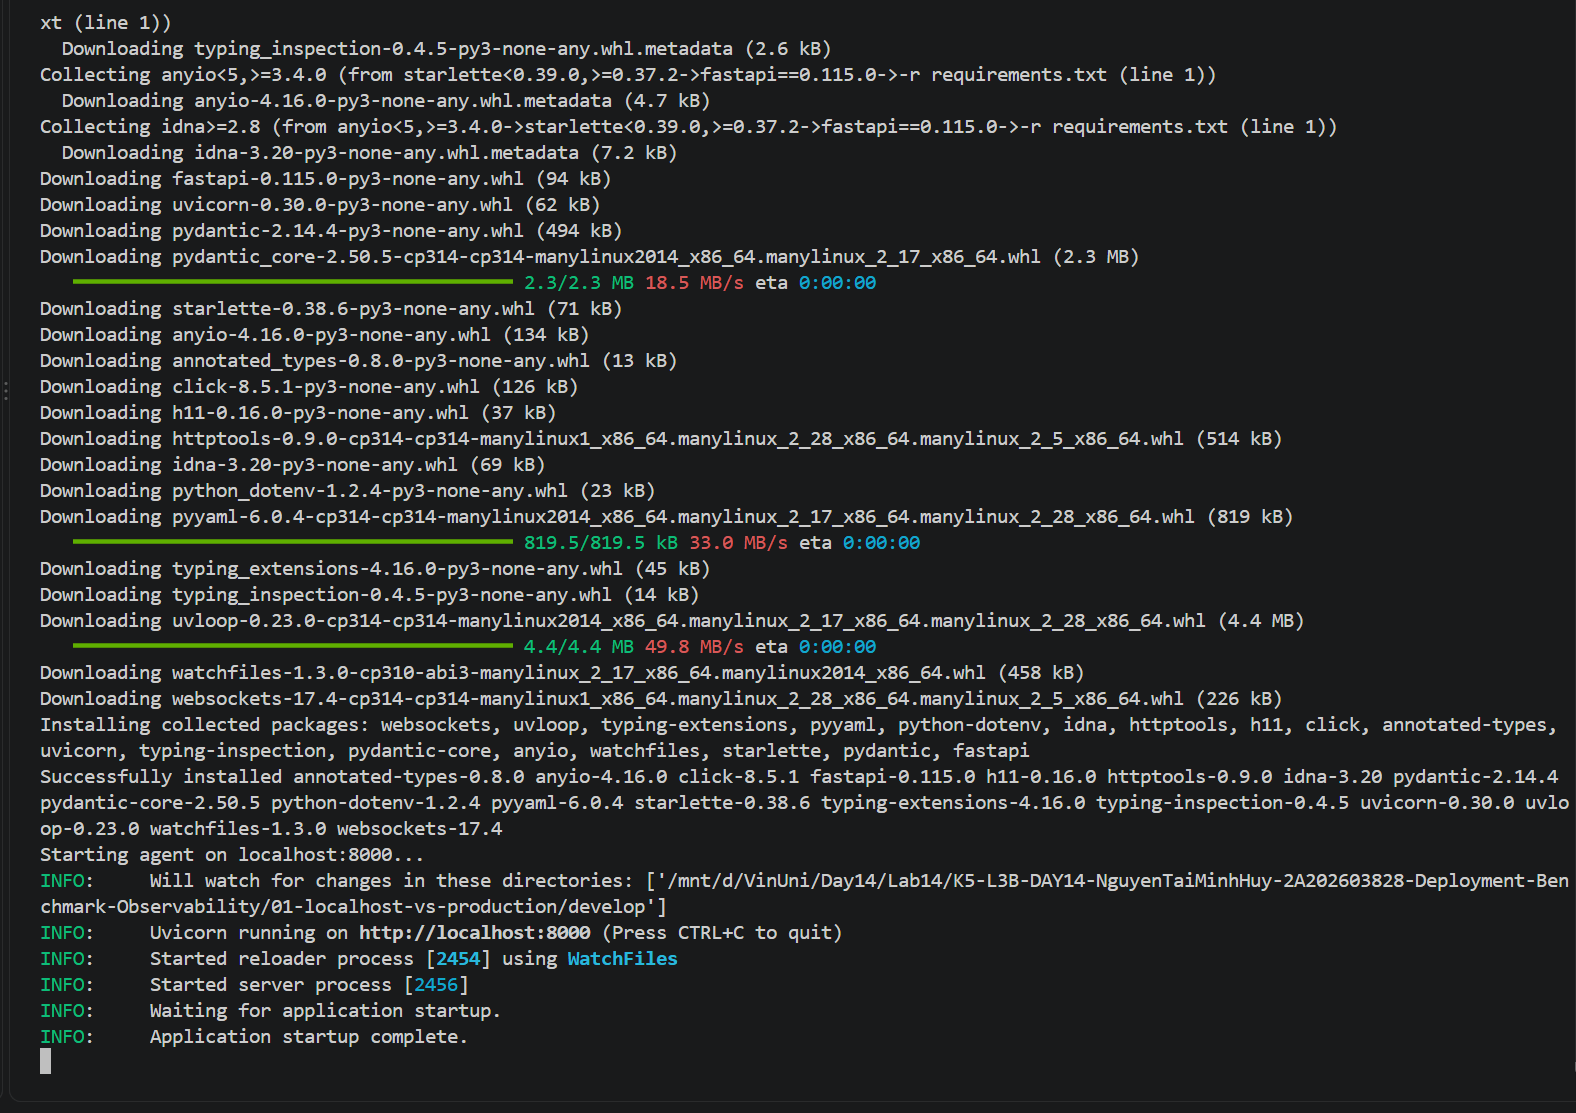 xt (line 1))
  Downloading typing_inspection-0.4.5-py3-none-any.whl.metadata (2.6 kB)
Collecting anyio<5,>=3.4.0 (from starlette<0.39.0,>=0.37.2->fastapi==0.115.0->-r requirements.txt (line 1))
  Downloading anyio-4.16.0-py3-none-any.whl.metadata (4.7 kB)
Collecting idna>=2.8 (from anyio<5,>=3.4.0->starlette<0.39.0,>=0.37.2->fastapi==0.115.0->-r requirements.txt (line 1))
  Downloading idna-3.20-py3-none-any.whl.metadata (7.2 kB)
Downloading fastapi-0.115.0-py3-none-any.whl (94 kB)
Downloading uvicorn-0.30.0-py3-none-any.whl (62 kB)
Downloading pydantic-2.14.4-py3-none-any.whl (494 kB)
Downloading pydantic_core-2.50.5-cp314-cp314-manylinux2014_x86_64.manylinux_2_17_x86_64.whl (2.3 MB)
2.3/2.3 MB 18.5 MB/s eta 0:00:00
Downloading starlette-0.38.6-py3-none-any.whl (71 kB)
Downloading anyio-4.16.0-py3-none-any.whl (134 kB)
Downloading annotated_types-0.8.0-py3-none-any.whl (13 kB)
Downloading click-8.5.1-py3-none-any.whl (126 kB)
Downloading h11-0.16.0-py3-none-any.whl (37 kB)
Downloading httptools-0.9.0-cp314-cp314-manylinux1_x86_64.manylinux_2_28_x86_64.manylinux_2_5_x86_64.whl (514 kB)
Downloading idna-3.20-py3-none-any.whl (69 kB)
Downloading python_dotenv-1.2.4-py3-none-any.whl (23 kB)
Downloading pyyaml-6.0.4-cp314-cp314-manylinux2014_x86_64.manylinux_2_17_x86_64.manylinux_2_28_x86_64.whl (819 kB)
819.5/819.5 kB 33.0 MB/s eta 0:00:00
Downloading typing_extensions-4.16.0-py3-none-any.whl (45 kB)
Downloading typing_inspection-0.4.5-py3-none-any.whl (14 kB)
Downloading uvloop-0.23.0-cp314-cp314-manylinux2014_x86_64.manylinux_2_17_x86_64.manylinux_2_28_x86_64.whl (4.4 MB)
4.4/4.4 MB 49.8 MB/s eta 0:00:00
Downloading watchfiles-1.3.0-cp310-abi3-manylinux_2_17_x86_64.manylinux2014_x86_64.whl (458 kB)
Downloading websockets-17.4-cp314-cp314-manylinux1_x86_64.manylinux_2_28_x86_64.manylinux_2_5_x86_64.whl (226 kB)
Installing collected packages: websockets, uvloop, typing-extensions, pyyaml, python-dotenv, idna, httptools, h11, click, annotated-types,
uvicorn, typing-inspection, pydantic-core, anyio, watchfiles, starlette, pydantic, fastapi
Successfully installed annotated-types-0.8.0 anyio-4.16.0 click-8.5.1 fastapi-0.115.0 h11-0.16.0 httptools-0.9.0 idna-3.20 pydantic-2.14.4
pydantic-core-2.50.5 python-dotenv-1.2.4 pyyaml-6.0.4 starlette-0.38.6 typing-extensions-4.16.0 typing-inspection-0.4.5 uvicorn-0.30.0 uvlo
op-0.23.0 watchfiles-1.3.0 websockets-17.4
Starting agent on localhost:8000...
INFO:     Will watch for changes in these directories: ['/mnt/d/VinUni/Day14/Lab14/K5-L3B-DAY14-NguyenTaiMinhHuy-2A202603828-Deployment-Ben
chmark-Observability/01-localhost-vs-production/develop']
INFO:     Uvicorn running on http://localhost:8000 (Press CTRL+C to quit)
INFO:     Started reloader process [2454] using WatchFiles
INFO:     Started server process [2456]
INFO:     Waiting for application startup.
INFO:     Application startup complete.